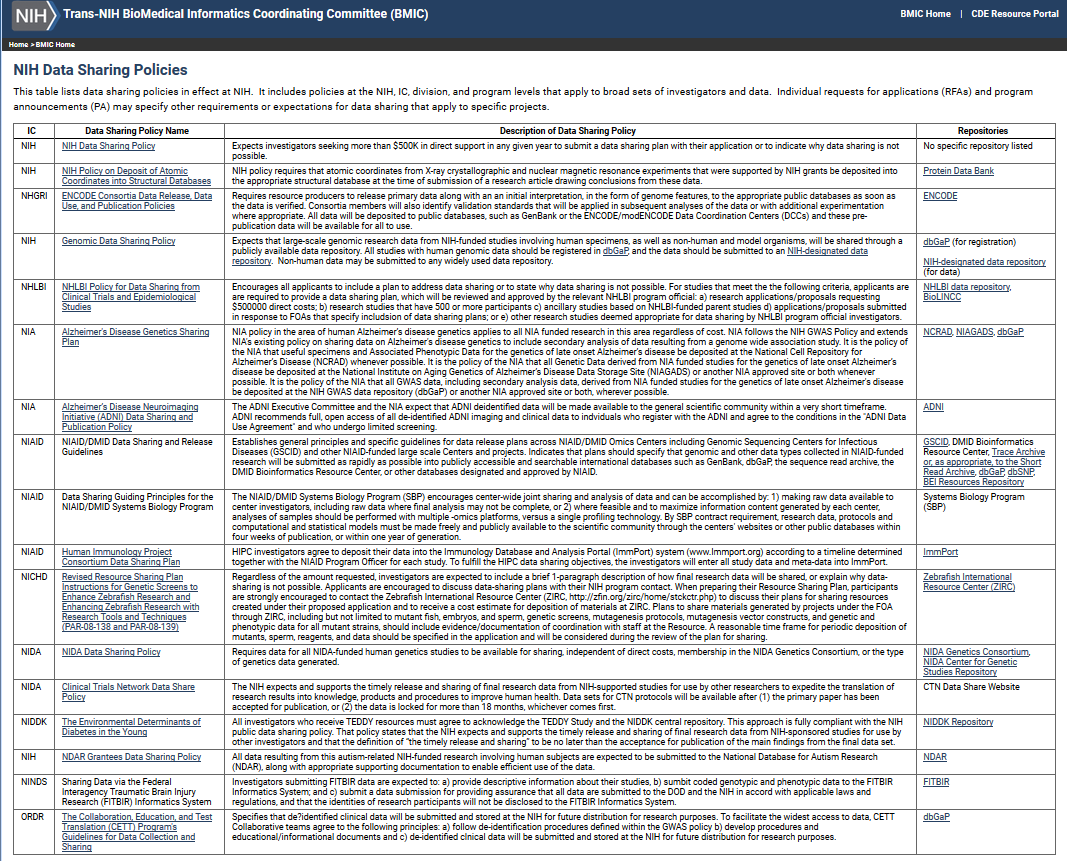 NIH Trans-NIH BioMedical Informatics Coordinating Committee (BMIC)
BMIC Home | CDE Resource Portal
Home > BMIC Home
NIH Data Sharing Policies
This table lists data sharing policies in effect at NIH. It includes policies at the NIH, IC, division, and program levels that apply to broad sets of investigators and data. Individual requests for applications (RFAs) and program
announcements (PA) may specify other requirements or expectations for data sharing that apply to specific projects.
IC Data Sharing Policy Name Description of Data Sharing Policy Repositories
NIH
NIH Data Sharing Policy
Expects investigators seeking more than $500K in direct support in any given year to submit a data sharing plan with their application or to indicate why data sharing is not
possible.
No specific repository listed
NIH
NIH Policy on Deposit of Atomic
Coordinates into Structural Databases
NIH policy requires that atomic coordinates from X-ray crystallographic and nuclear magnetic resonance experiments that were supported by NIH grants be deposited into
the appropriate structural database at the time of submission of a research article drawing conclusions from these data.
Protein Data Bank
NHGRI
ENCODE Consortia Data Release, Data
Use, and Publication Policies
Requires resource producers to release primary data along with an an initial interpretation, in the form of genome features, to the appropriate public databases as soon as
the data is verified. Consortia members will also identify validation standards that will be applied in subsequent analyses of the data or with additional experimentation
where appropriate. All data will be deposited to public databases, such as GenBank or the ENCODE/modENCODE Data Coordination Centers (DCCs) and these pre-
publication data will be available for all to use.
ENCODE
NIH
Genomic Data Sharing Policy
Expects that large-scale genomic research data from NIH-funded studies involving human specimens, as well as non-human and model organisms, will be shared through a
publicly available data repository. All studies with human genomic data should be registered in dbGaP, and the data should be submitted to an NIH-designated data
repository. Non-human data may be submitted to any widely used data repository.
dbGaP (for registration)
NIH-designated data repository
(for data)
NHLBI
NHLBI Policy for Data Sharing from
Clinical Trials and Epidemiological
Studies
Encourages all applicants to include a plan to address data sharing or to state why data sharing is not possible. For studies that meet the the following criteria, applicants are
are required to provide a data sharing plan, which will be reviewed and approved by the relevant NHLBI program official: a) research applications/proposals requesting
$500000 direct costs; b) research studies that have 500 or more participants c) ancillary studies based on NHLBI-funded parent studies d) applications/proposals submitted
in response to FOAs that specify includsion of data sharing plans; or e) other research studies deemed appropriate for data sharing by NHLBI program official investigators.
NHLBI data repository,
BioLINCC
NIA
Alzheimer's Disease Genetics Sharing
Plan
NIA policy in the area of human Alzheimer's disease genetics applies to all NIA funded research in this area regardless of cost. NIA follows the NIH GWAS Policy and extends
NIA's existing policy on sharing data on Alzheimer's disease genetics to include secondary analysis of data resulting from a genome wide association study. It is the policy of
the NIA that useful specimens and Associated Phenotypic Data for the genetics of late onset Alzheimer's disease be deposited at the National Cell Repository for
Alzheimer's Disease (NCRAD) whenever possible. It is the policy of the NIA that all Genetic Data derived from NIA funded studies for the genetics of late onset Alzheimer's
disease be deposited at the National Institute on Aging Genetics of Alzheimer's Disease Data Storage Site (NIAGADS) or another NIA approved site or both whenever
possible. It is the policy of the NIA that all GWAS data, including secondary analysis data, derived from NIA funded studies for the genetics of late onset Alzheimer's disease
be deposited at the NIH GWAS data repository (dbGaP) or another NIA approved site or both, wherever possible.
NCRAD, NIAGADS, dbGaP
NIA
Alzheimer's Disease Neuroimaging
Initiative (ADNI) Data Sharing and
Publication Policy
The ADNI Executive Committee and the NIA expect that ADNI deidentified data will be made available to the general scientific community within a very short timeframe.
ADNI recommends full, open access of all de-identified ADNI imaging and clinical data to indviduals who register with the ADNI and agree to the conditions in the "ADNI Data
Use Agreement" and who undergo limited screening.
ADNI
NIAID
NIAID/DMID Data Sharing and Release
Guidelines
Establishes general principles and specific guidelines for data release plans across NIAID/DMID Omics Centers including Genomic Sequencing Centers for Infectious
Diseases (GSCID) and other NIAID-funded large scale Centers and projects. Indicates that plans should specify that genomic and other data types collected in NIAID-funded
research will be submitted as rapidly as possible into publicly accessible and searchable international databases such as GenBank, dbGaP, the sequence read archive, the
DMID Bioinformatics Resource Center, or other databases designated and approved by NIAID.
GSCID, DMID Bioinformatics
Resource Center, Trace Archive
or, as appropriate, to the Short
Read Archive, dbGaP, dbSNP,
BEI Resources Repository
NIAID
Data Sharing Guiding Principles for the
NIAID/DMID Systems Biology Program
The NIAID/DMID Systems Biology Program (SBP) encourages center-wide joint sharing and analysis of data and can be accomplished by: 1) making raw data available to
center investigators, including raw data where final analysis may not be complete, or 2) where feasible and to maximize information content generated by each center,
analyses of samples should be performed with multiple -omics platforms, versus a single profiling technology. By SBP contract requirement, research data, protocols and
computational and statistical models must be made freely and publicly available to the scientific community through the centers' websites or other public databases within
four weeks of publication, or within one year of generation.
Systems Biology Program
(SBP)
NIAID
Human Immunology Project
Consortium Data Sharing Plan
HIPC investigators agree to deposit their data into the Immunology Database and Analysis Portal (ImmPort) system (www.Immport.org) according to a timeline determined
together with the NIAID Program Officer for each study. To fulfill the HIPC data sharing objectives, the investigators will enter all study data and meta-data into ImmPort.
ImmPort
NICHD
Revised Resource Sharing Plan
Instructions for Genetic Screens to
Enhance Zebrafish Research and
Enhancing Zebrafish Research with
Research Tools and Techniques
(PAR-08-138 and PAR-08-139)
Regardless of the amount requested, investigators are expected to include a brief 1-paragraph description of how final research data will be shared, or explain why data-
sharing is not possible. Applicants are encouraged to discuss data-sharing plans with their NIH program contact. When preparing their Resource Sharing Plan, participants
are strongly encouraged to contact the Zebrafish International Resource Center (ZIRC, http://zfin.org/zirc/home/stckctr.php) to discuss their plans for sharing resources
created under their proposed application and to receive a cost estimate for deposition of materials at ZIRC. Plans to share materials generated by projects under the FOA
through ZIRC, including but not limited to mutant fish, embryos, and sperm, genetic screens, mutagenesis protocols, mutagenesis vector constructs, and genetic and
phenotypic data for all mutant strains, should include evidence/documentation of coordination with staff at the Resource. A reasonable time frame for periodic deposition of
mutants, sperm, reagents, and data should be specified in the application and will be considered during the review of the plan for sharing.
Zebrafish International
Resource Center (ZIRC)
NIDA
NIDA Data Sharing Policy
Requires data for all NIDA-funded human genetics studies to be available for sharing, independent of direct costs, membership in the NIDA Genetics Consortium, or the type
of genetics data generated.
NIDA Genetics Consortium,
NIDA Center for Genetic
Studies Repository
NIDA
Clinical Trials Network Data Share
Policy
The NIH expects and supports the timely release and sharing of final research data from NIH-supported studies for use by other researchers to expedite the translation of
research results into knowledge, products and procedures to improve human health. Data sets for CTN protocols will be available after (1) the primary paper has been
accepted for publication, or (2) the data is locked for more than 18 months, whichever comes first.
CTN Data Share Website
NIDDK
The Environmental Determinants of
Diabetes in the Young
All investigators who receive TEDDY resources must agree to acknowledge the TEDDY Study and the NIDDK central repository. This approach is fully compliant with the NIH
public data sharing policy. That policy states that the NIH expects and supports the timely release and sharing of final research data from NIH-sponsored studies for use by
other investigators and that the definition of "the timely release and sharing" to be no later than the acceptance for publication of the main findings from the final data set.
NIDDK Repository
NIH
NDAR Grantees Data Sharing Policy
All data resulting from this autism-related NIH-funded research involving human subjects are expected to be submitted to the National Database for Autism Research
(NDAR), along with appropriate supporting documentation to enable efficient use of the data.
NDAR
NINDS
Sharing Data via the Federal
Interagency Traumatic Brain Injury
Research (FITBIR) Informatics System
Investigators submitting FITBIR data are expected to: a) provide descriptive information about their studies, b) sumbit coded genotypic and phenotypic data to the FITBIR
Informatics System; and c) submit a data submission for providing assurance that all data are submitted to the DOD and the NIH in accord with applicable laws and
regulations, and that the identities of research participants will not be disclosed to the FITBIR Informatics System.
FITBIR
ORDR
The Collaboration, Education, and Test
Translation (CETT) Program's
Guidelines for Data Collection and
Sharing
Specifies that de?identified clinical data will be submitted and stored at the NIH for future distribution for research purposes. To facilitate the widest access to data, CETT
Collaborative teams agree to the following principles: a) follow de-identification procedures defined within the GWAS policy b) develop procedures and
educational/informational documents and c) de-identified clnical data will be submitted and stored at the NIH for future distribution for research purposes.
dbGaP